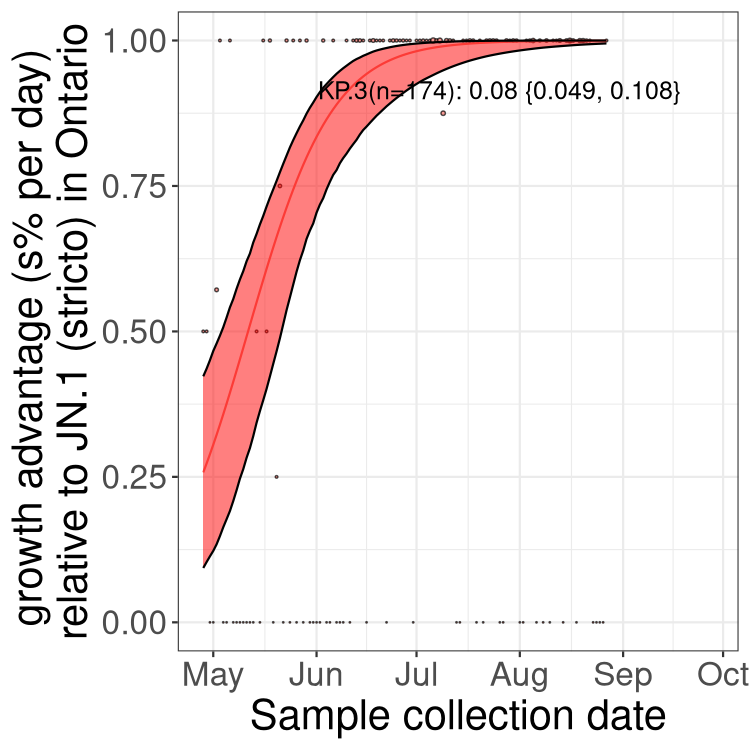 growth advantage (s% per day)
relative to JN.1 (stricto) in Ontario
1.00
0.75
0.50
0.25
0.00
KP.3(n=174): 0.08 {0.049, 0.108}
May Jun Jul Aug Sep Oct
Sample collection date